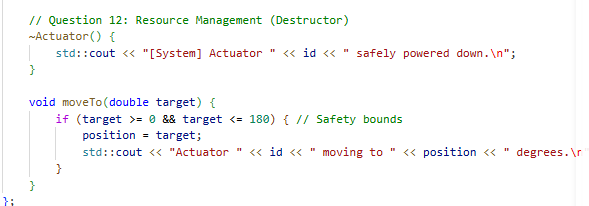 // Question 12: Resource Management (Destructor)
~Actuator() {
std::cout << "[System] Actuator " << id << " safely powered down.\n";
}
void moveTo(double target) {
if (target >= 0 && target <= 180) { // Safety bounds
position = target;
std::cout << "Actuator " << id << " moving to " << position << " degrees.\
}
}
};